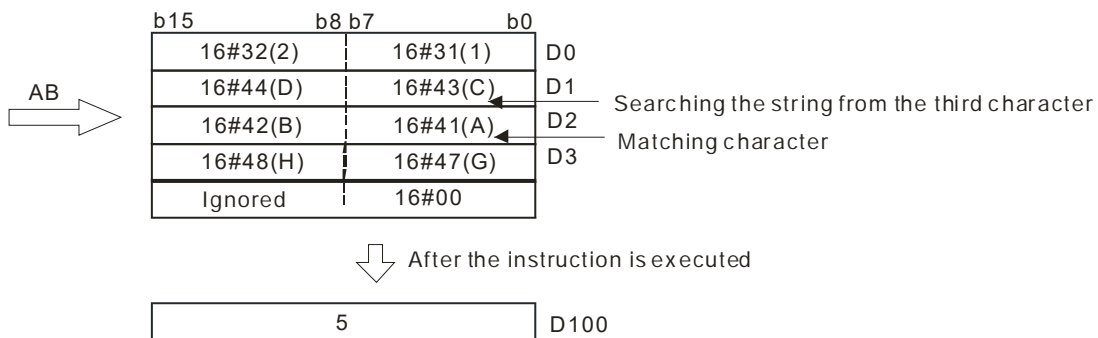 b15 b8 b7 b0
16#32(2) 16#31(1) D0
AB 16#44(D) 16#43(C) D1
Searching the string from the third character
16#42(B) 16#41(A) D2
Matching character
16#48(H) 16#47(G) D3
Ignored 16#00
After the instruction is executed
5 D100